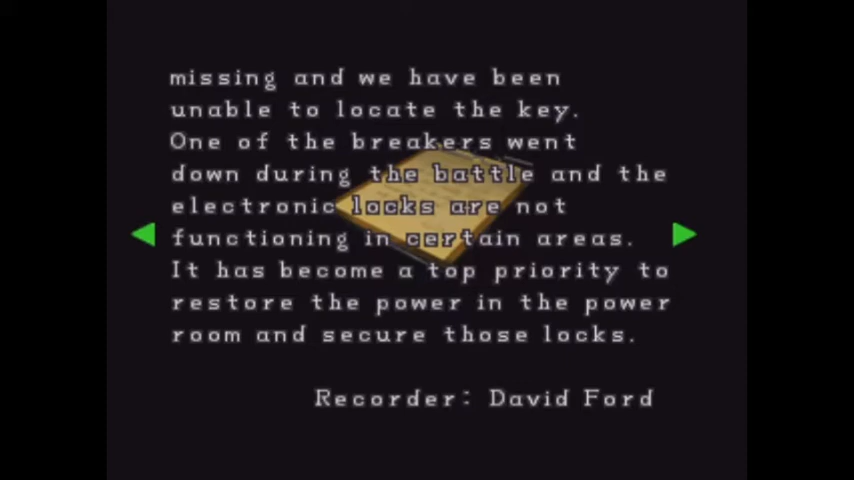 missing and we have been
unable to locate the key.
One of the breakers went
down during the battle and the
electronic locks are not
functioning in certain areas.
It has become a top priority to
restore the power in the power
room and secure those locks.
Recorder: David Ford